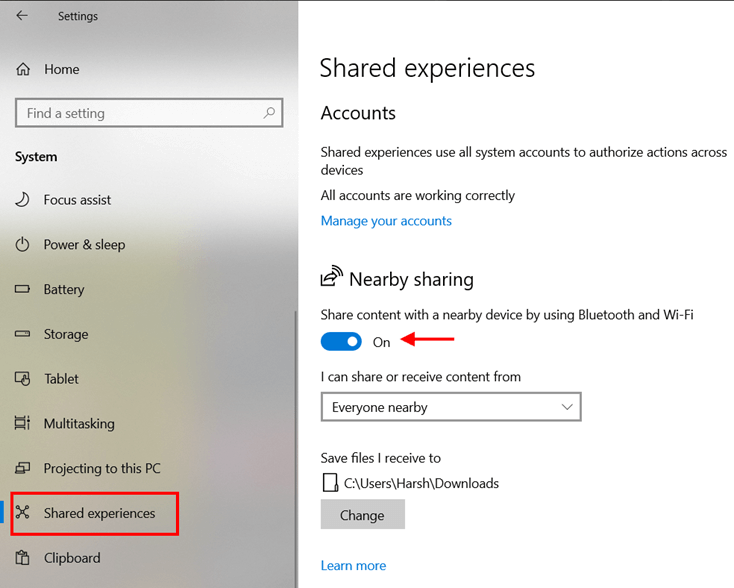 Settings
Home
Find a setting
System
Focus assist
Power & sleep
Battery
Storage
Tablet
Multitasking
Projecting to this PC
Shared experiences
Clipboard
Shared experiences
Accounts
Shared experiences use all system accounts to authorize actions across
devices
All accounts are working correctly
Manage your accounts
Nearby sharing
Share content with a nearby device by using Bluetooth and Wi-Fi
On
I can share or receive content from
Everyone nearby
Save files I receive to
C:\Users\Harsh\Downloads
Change
Learn more